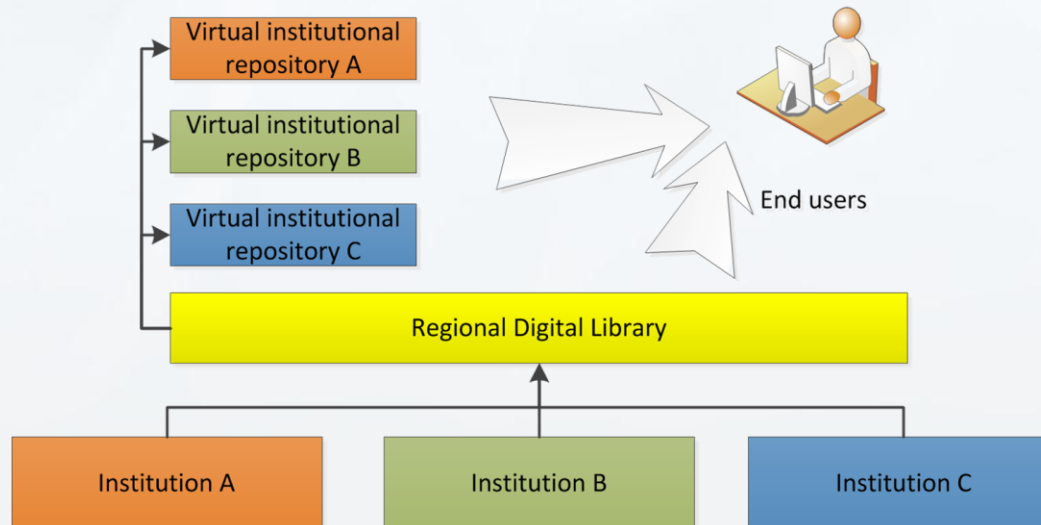 Virtual institutional
repository A
Virtual institutional
repository B
Virtual institutional
repository C
End users
Regional Digital Library
Institution A
Institution B
Institution C